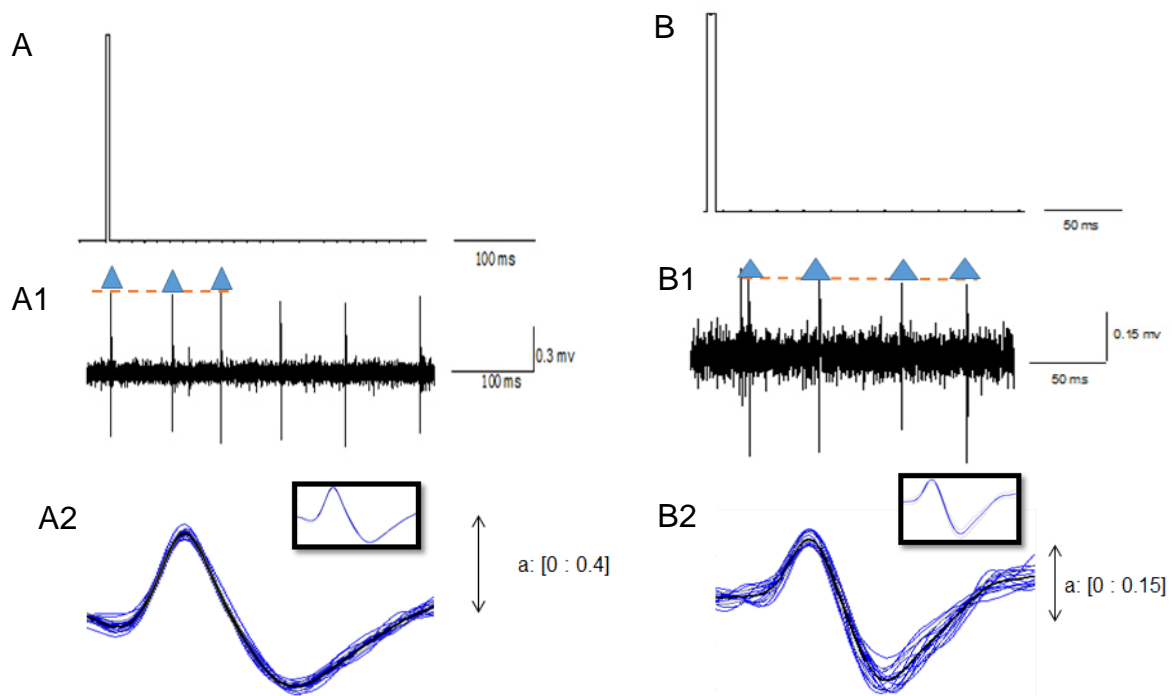 A
100 ms
A1
0.3 mv
100 ms
A2
a: [0 : 0.4]
B
50 ms
B1
0.15 mv
50 ms
B2
a: [0 : 0.15]